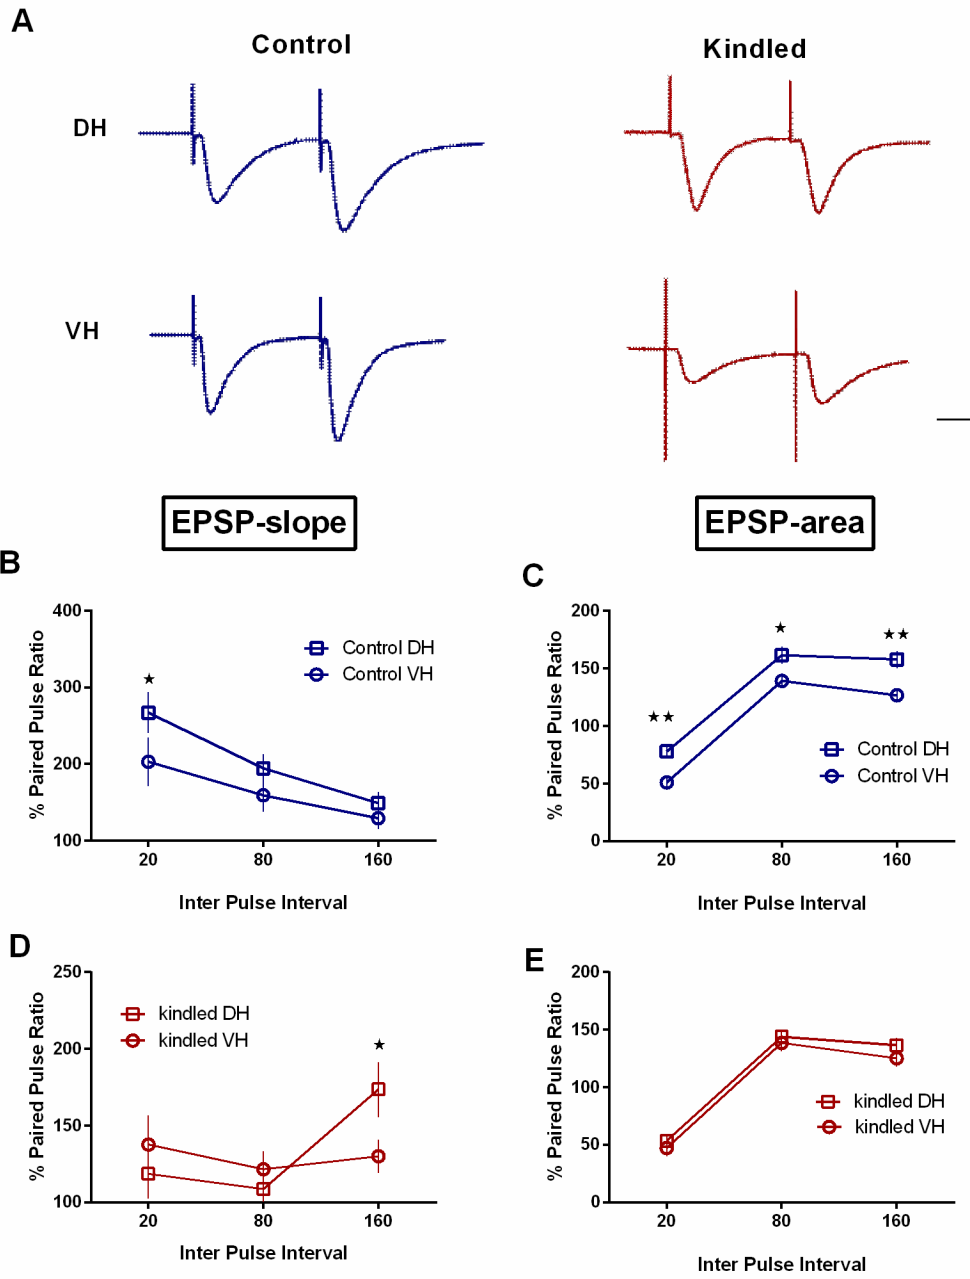 A
Control
Kindled
DH
VH
EPSP-slope
EPSP-area
B
% Paired Pulse Ratio
400
300
200
100
★
Control DH
Control VH
20
80
160
Inter Pulse Interval
C
% Paired Pulse Ratio
200
150
100
50
0
★★
★
★★
Control DH
Control VH
20
80
160
Inter Pulse Interval
D
% Paired Pulse Ratio
250
200
150
100
kindled DH
kindled VH
★
20
80
160
Inter Pulse Interval
E
% Paired Pulse Ratio
200
150
100
50
0
kindled DH
kindled VH
20
80
160
Inter Pulse Interval